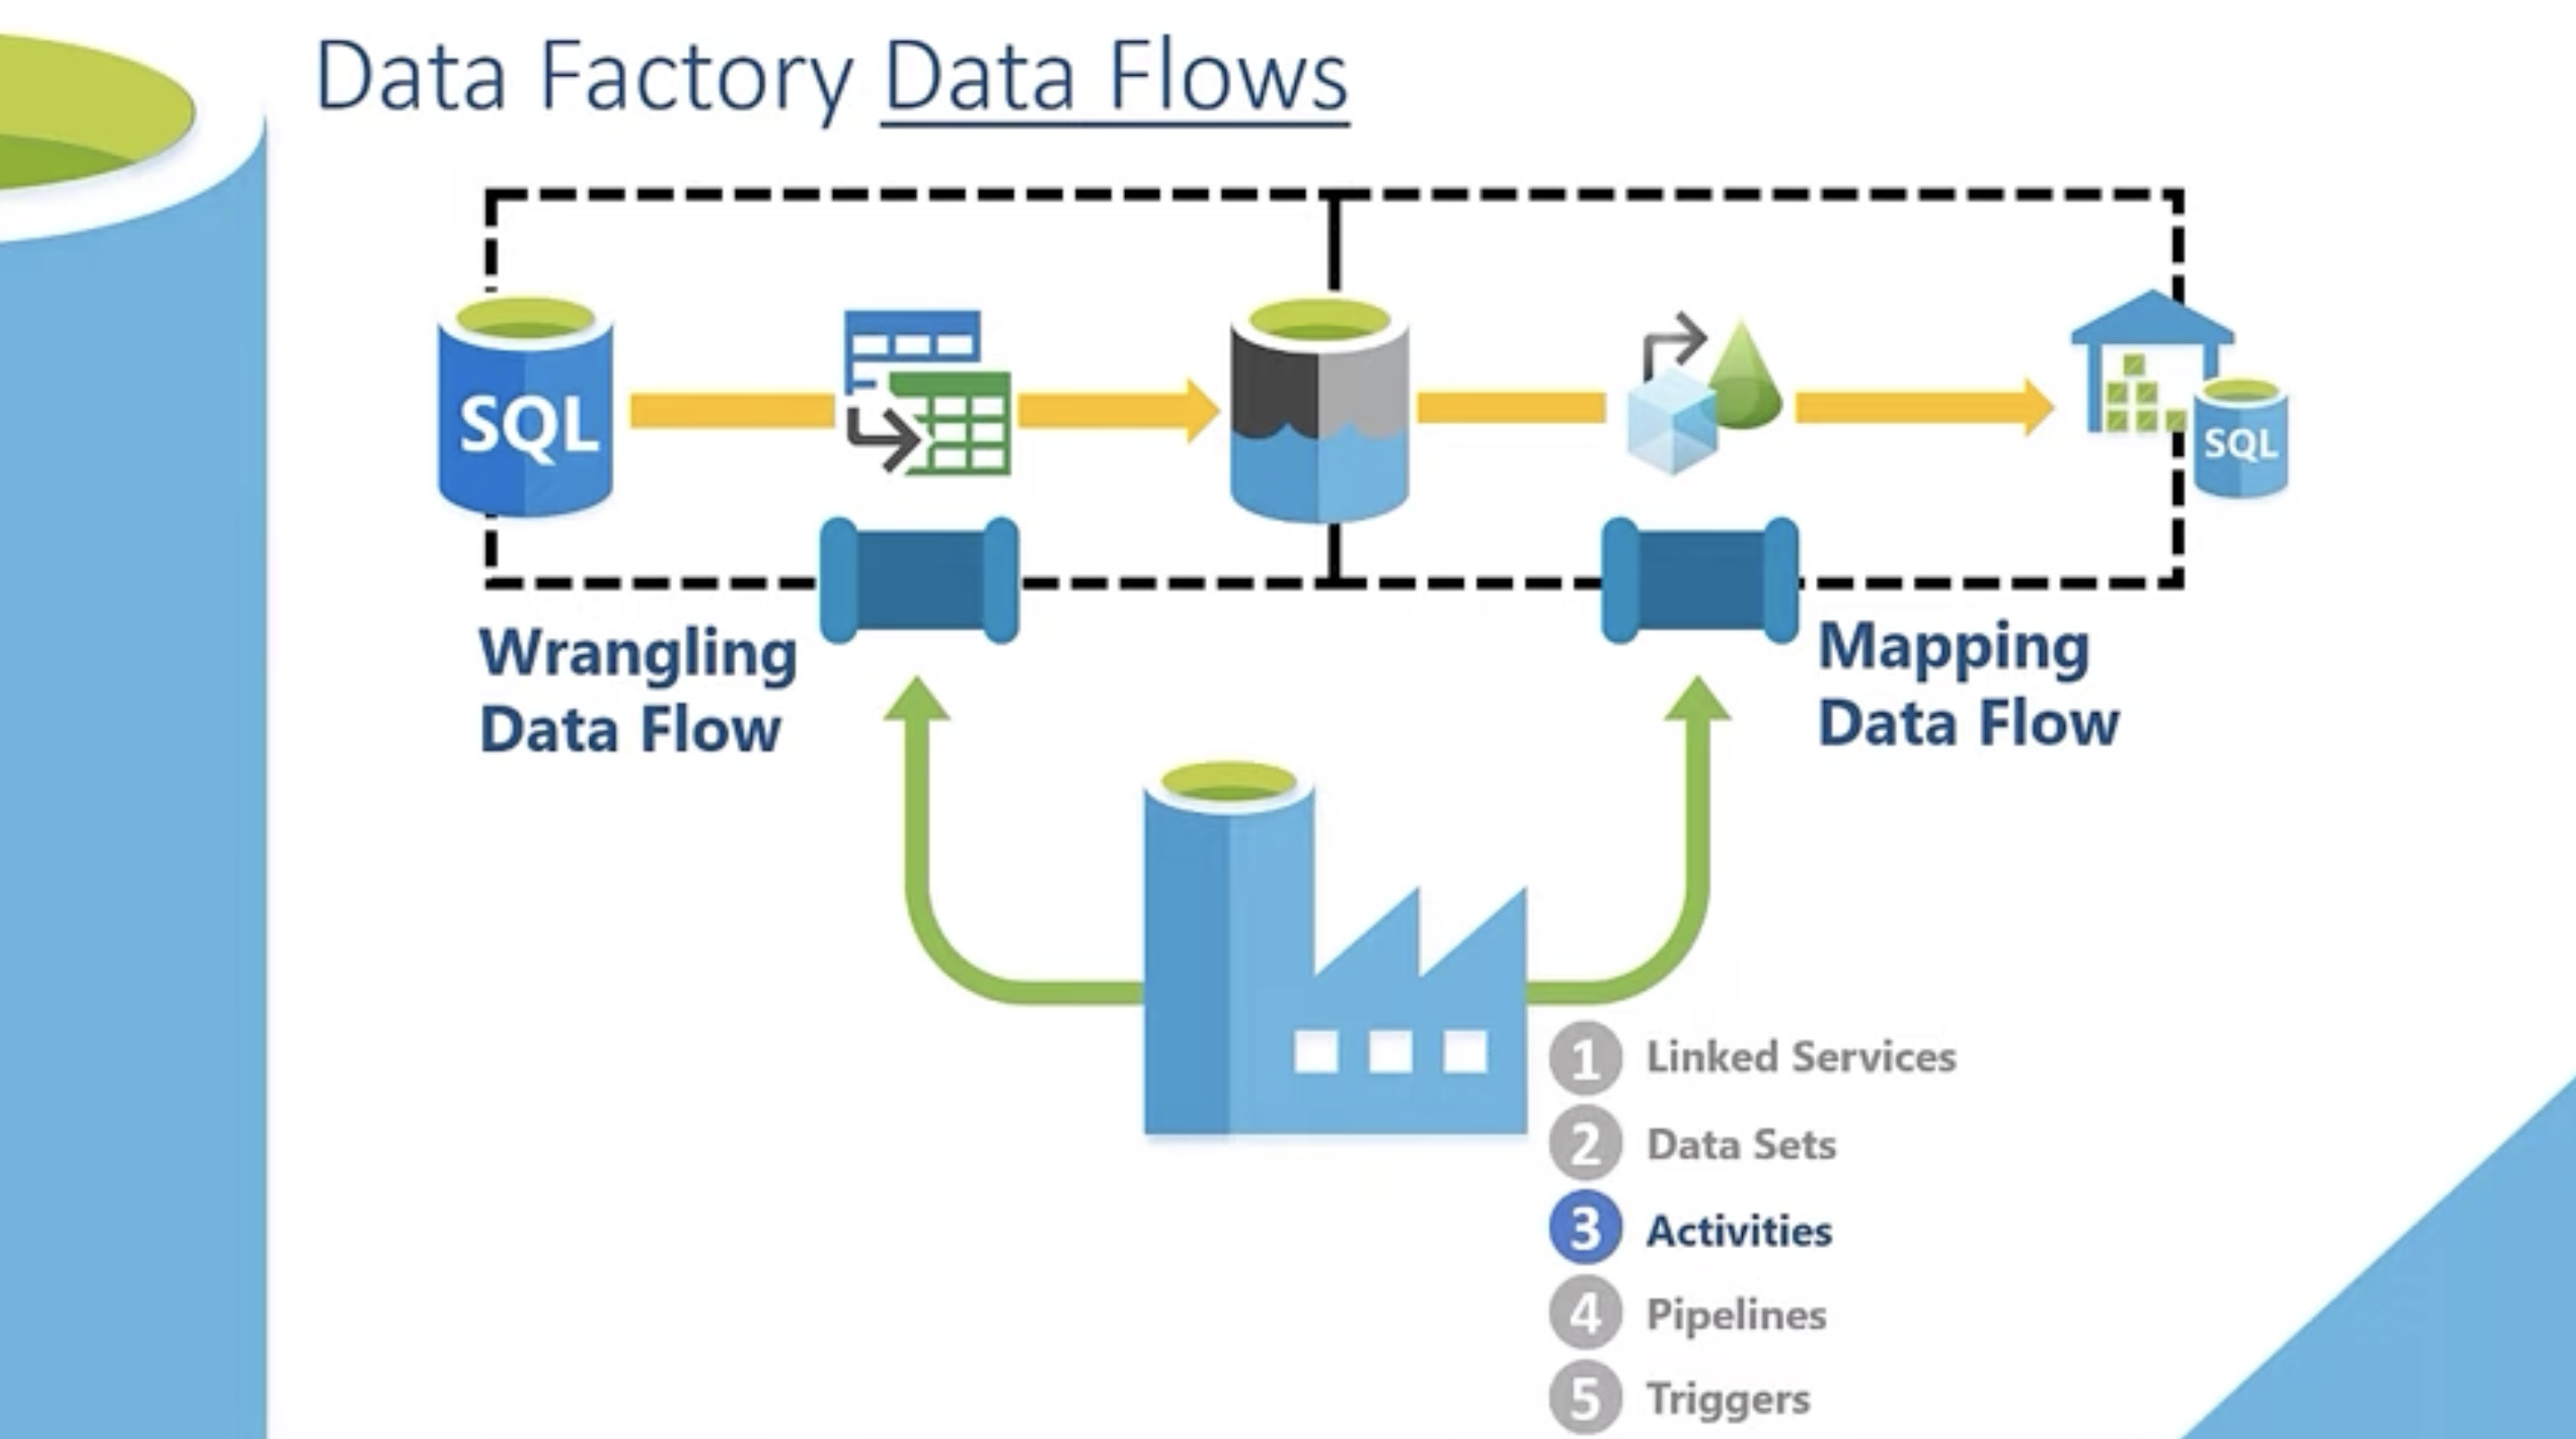 Data Factory Data Flows
SQL
SQL
Wrangling
Data Flow
Mapping
Data Flow
1 Linked Services
2 Data Sets
3 Activities
4 Pipelines
5 Triggers